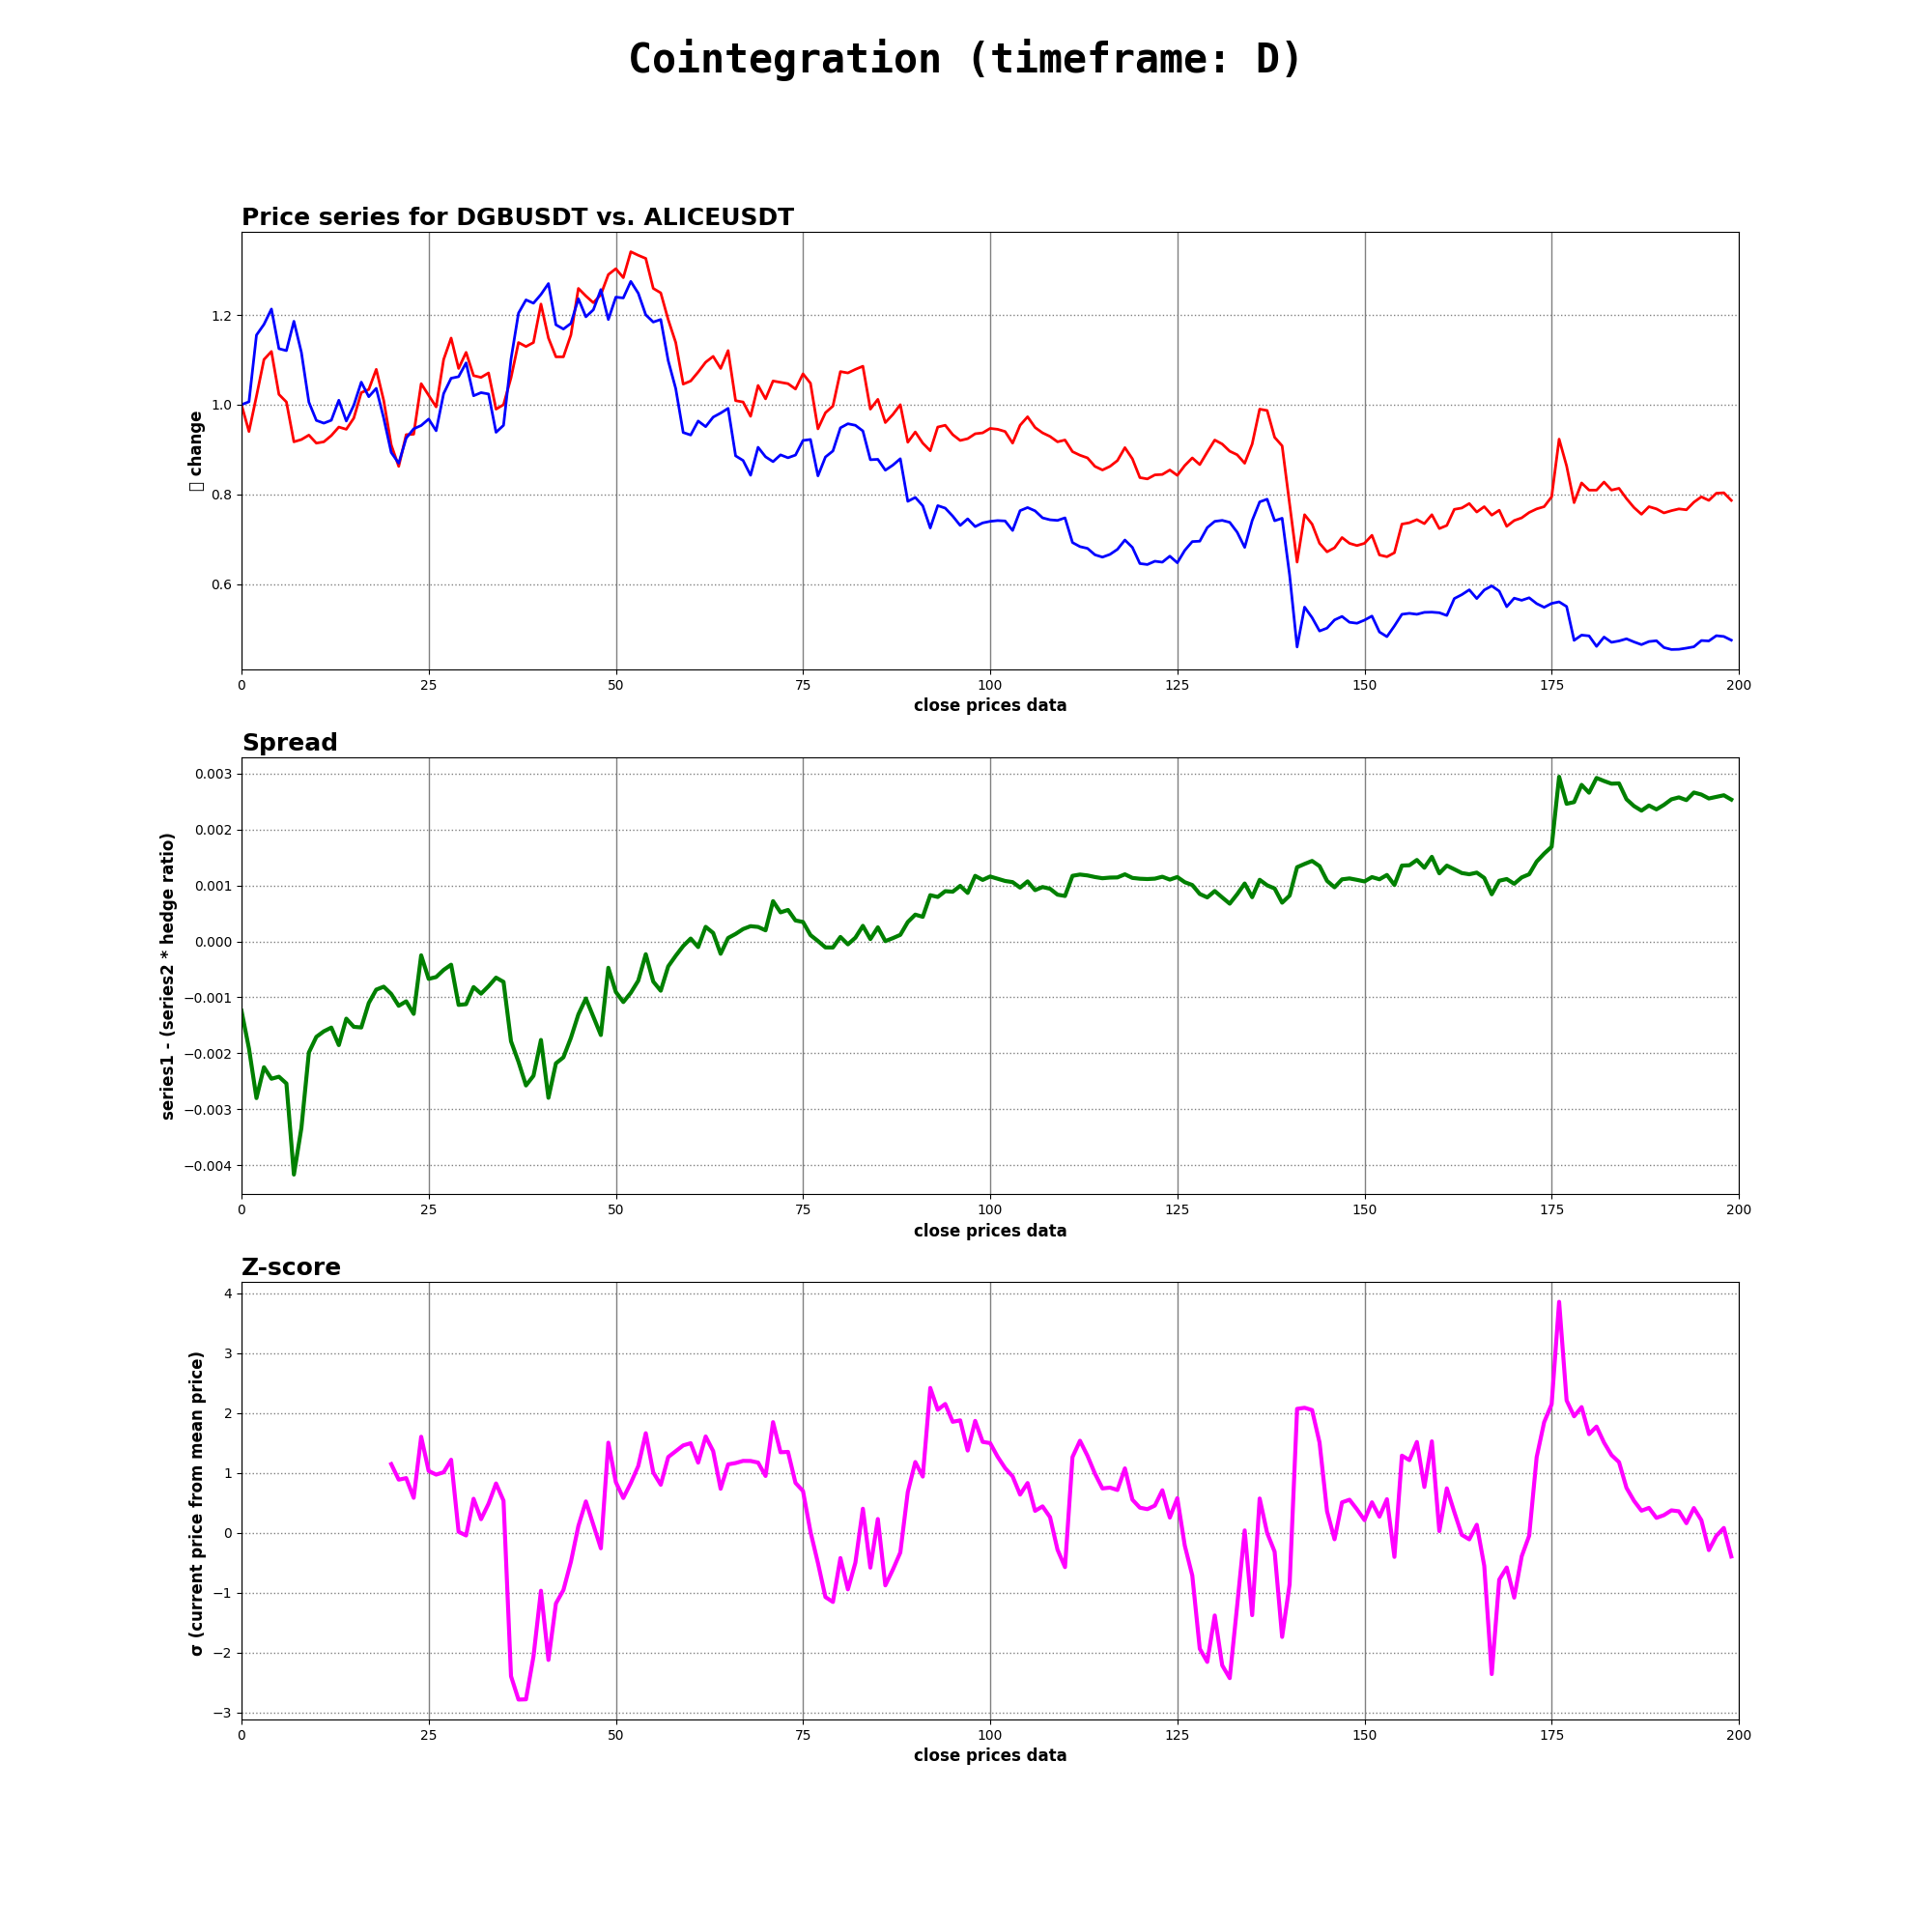 Cointegration (timeframe: D)
Price series for DGBUSDT vs. ALICEUSDT
change
1.2
1.0
0.8
0.6
0 25 50 75 100 125 150 175 200
close prices data
Spread
series1 - (series2 * hedge ratio)
0.003
0.002
0.001
0.000
−0.001
−0.002
−0.003
−0.004
0 25 50 75 100 125 150 175 200
close prices data
Z-score
σ (current price from mean price)
4
3
2
1
0
−1
−2
−3
0 25 50 75 100 125 150 175 200
close prices data